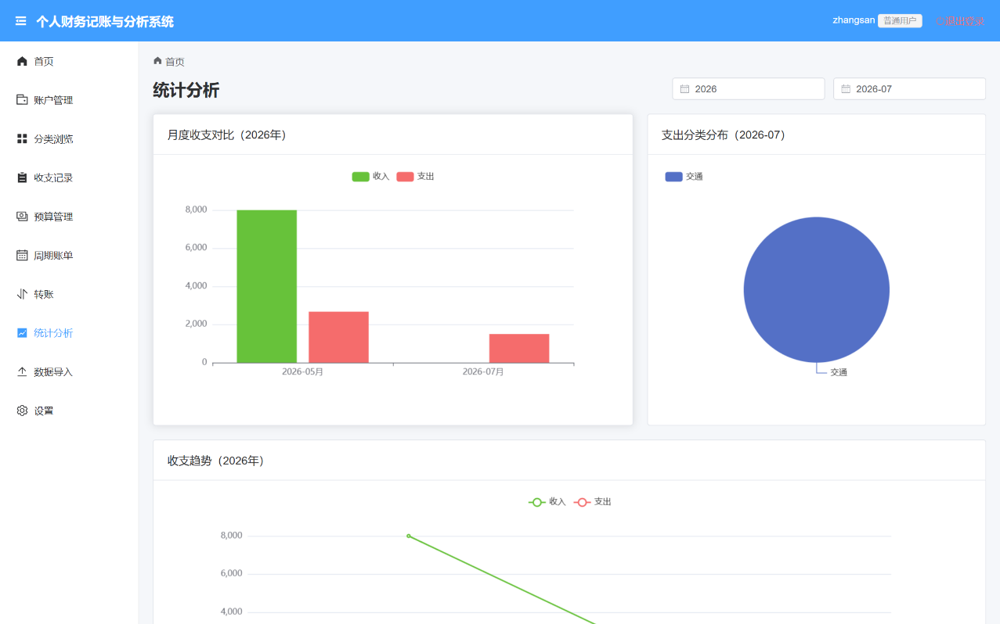 个人财务记账与分析系统
zhangsan 普通用户 退出登录
首页
账户管理
分类浏览
收支记录
预算管理
周期账单
转账
统计分析
数据导入
设置
首页
统计分析
2026
2026-07
月度收支对比（2026年）
收入 支出
8,000
6,000
4,000
2,000
0
2026-05月 2026-07月
支出分类分布（2026-07）
交通
交通
收支趋势（2026年）
收入 支出
8,000
6,000
4,000